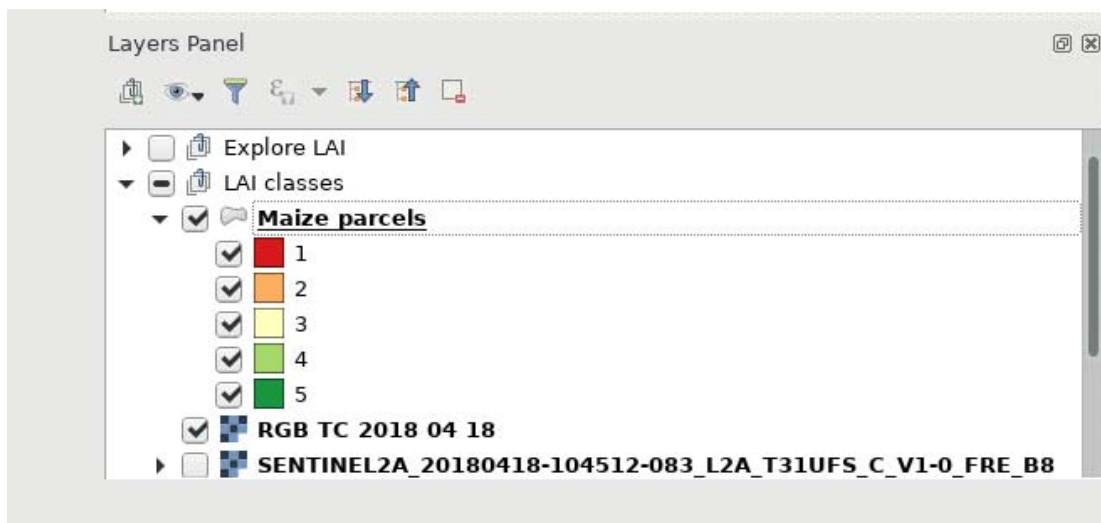 Layers Panel
Explore LAI
LAI classes
Maize parcels
1
2
3
4
5
RGB TC 2018 04 18
SENTINEL2A_20180418-104512-083_L2A_T31UFS_C_V1-0_FRE_B8